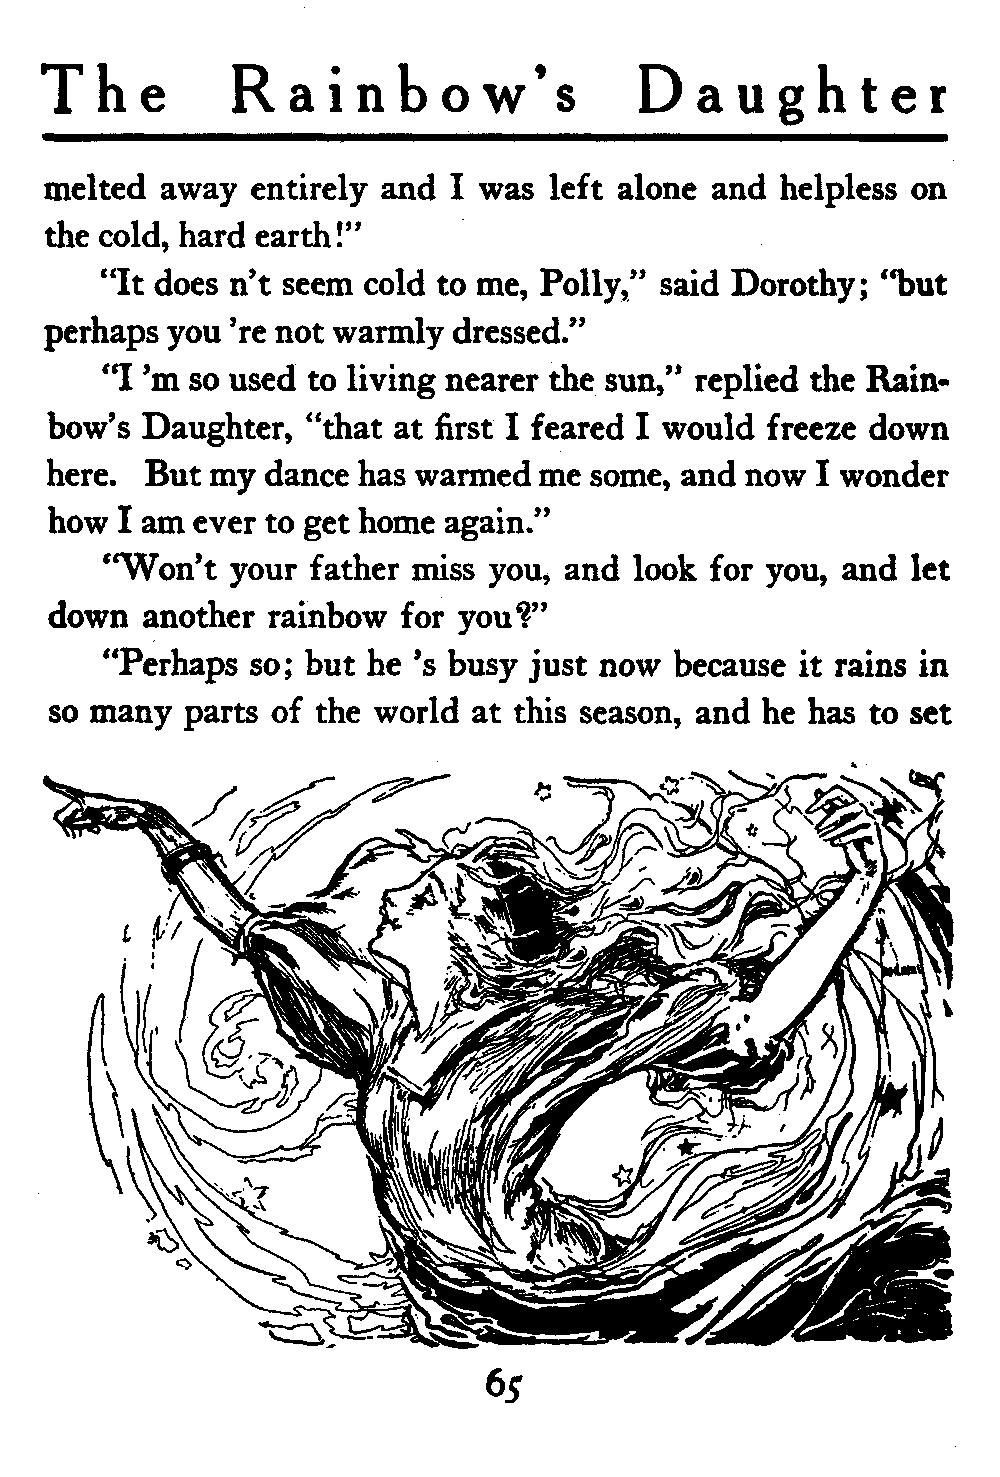 The Rainbow's Daughter
melted away entirely and I was left alone and helpless on
the cold, hard earth!"
"It does n't seem cold to me, Polly," said Dorothy; "but
perhaps you 're not warmly dressed."
"I 'm so used to living nearer the sun," replied the Rain-
bow's Daughter, "that at first I feared I would freeze down
here. But my dance has warmed me some, and now I wonder
how I am ever to get home again."
"Won't your father miss you, and look for you, and let
down another rainbow for you?"
"Perhaps so; but he 's busy just now because it rains in
so many parts of the world at this season, and he has to set
65